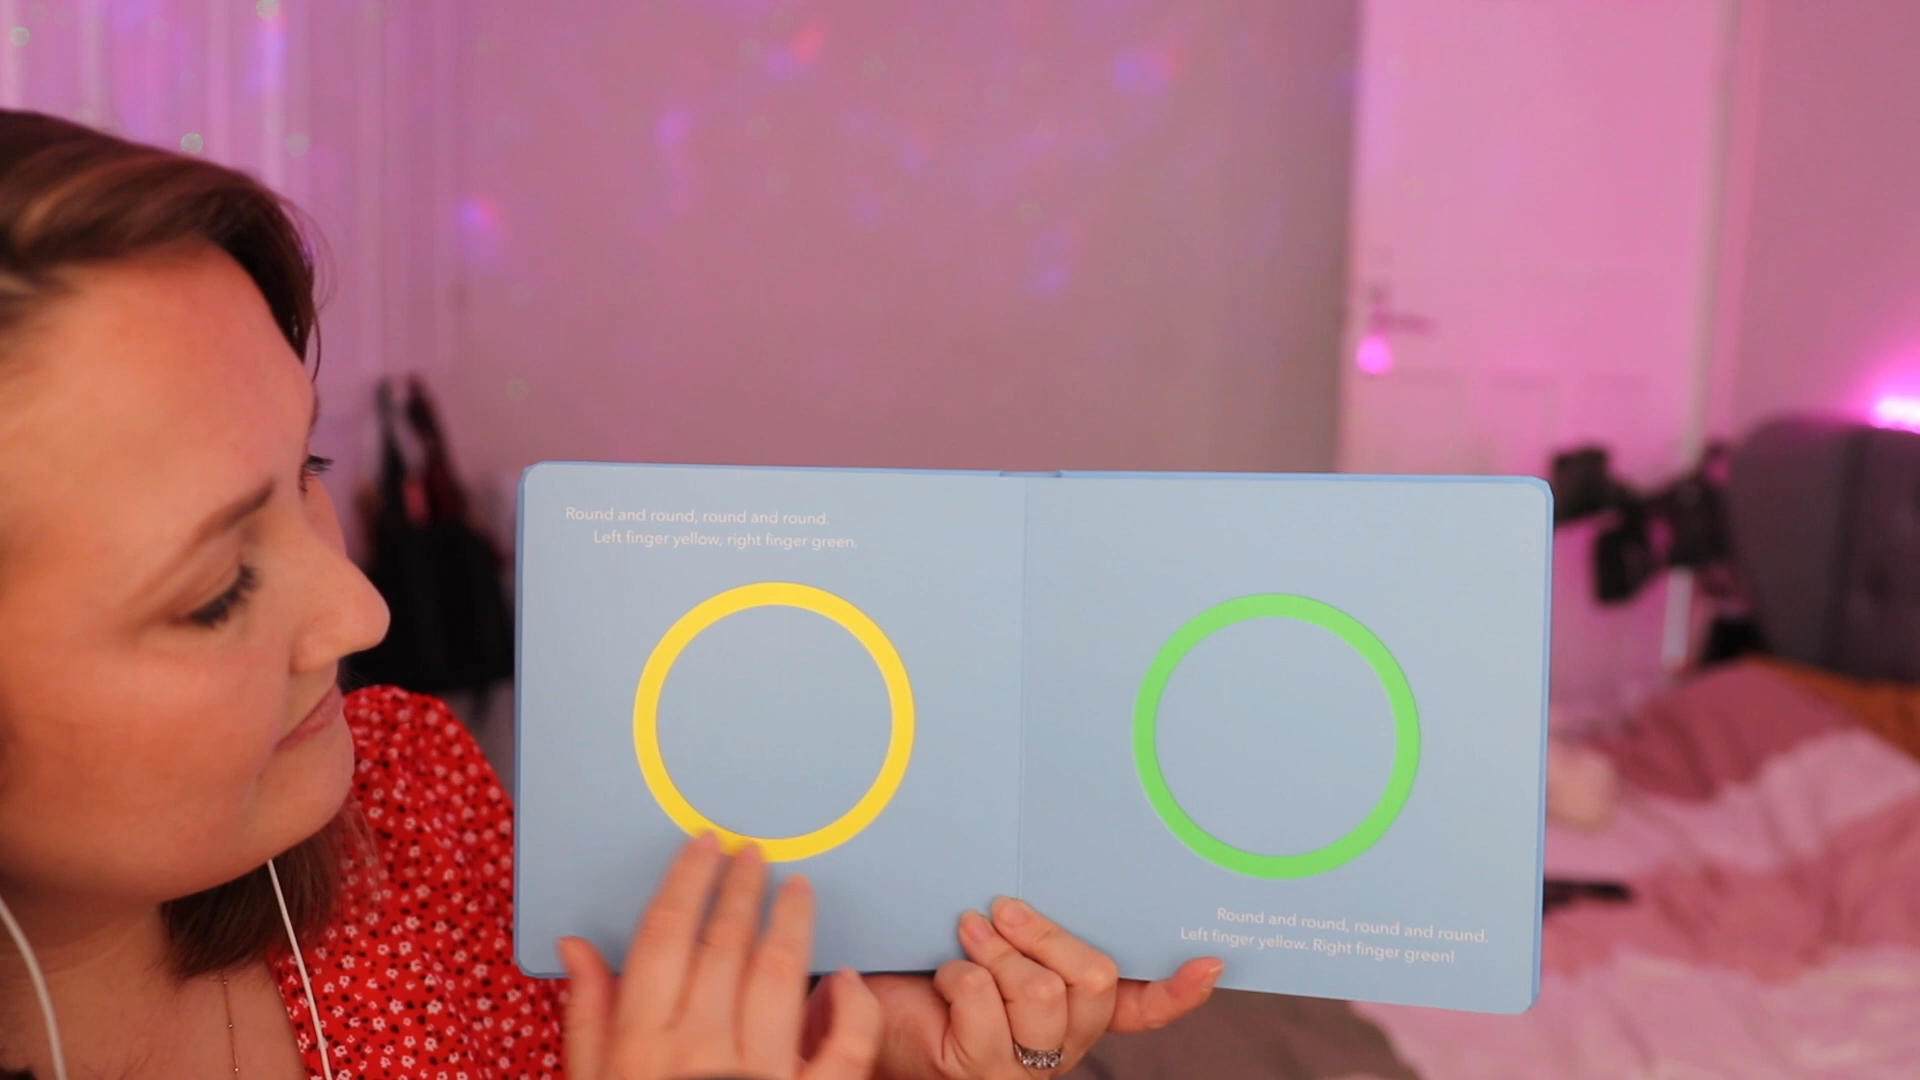 Round and round, round and round.
Left finger yellow, right finger green.
Round and round, round and round.
Left finger yellow. Right finger green!